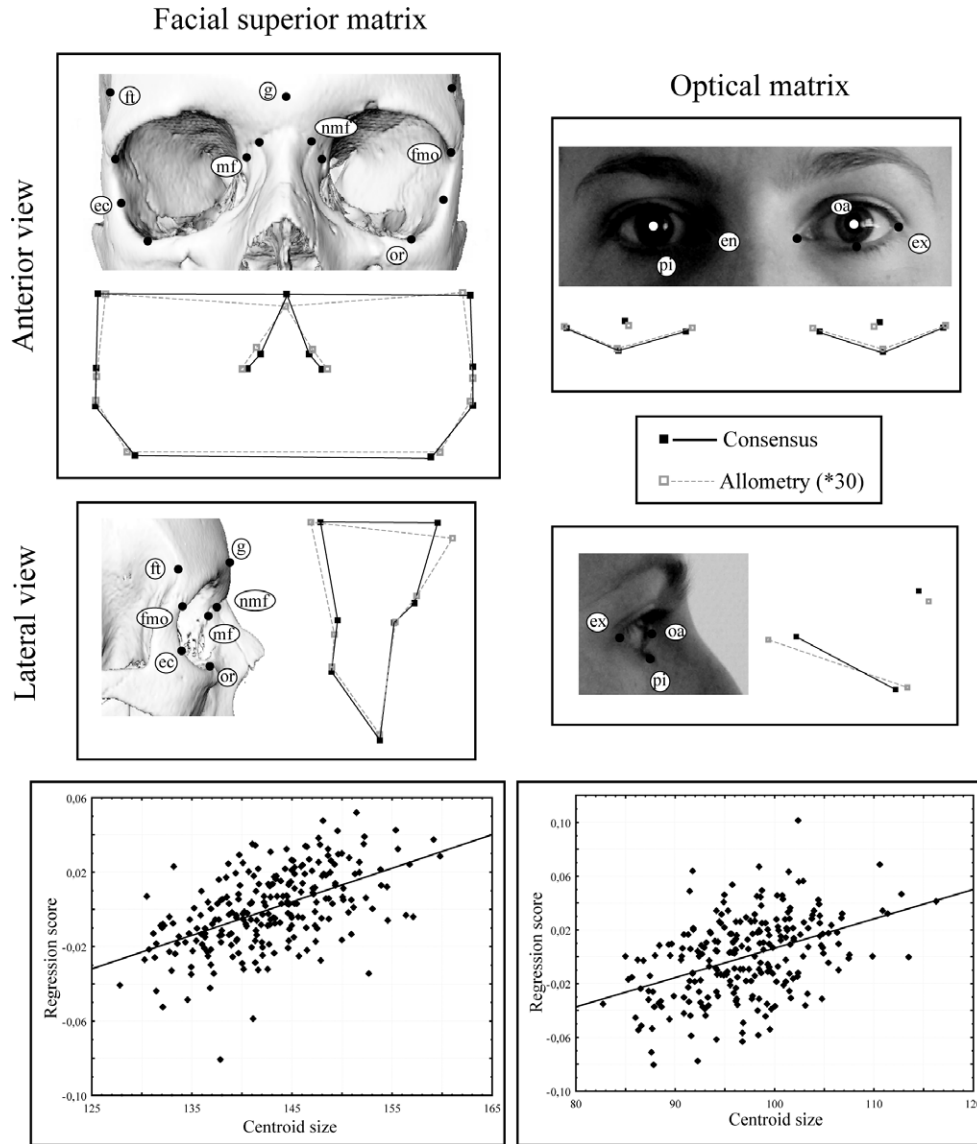 Facial superior matrix
Optical matrix
Anterior view
ft
g
nmf
mf
fmo
ec
or
oa
en
ex
pi
Consensus
Allometry (*30)
Lateral view
g
ft
nmf
fmo
mf
ec
or
ex
oa
pi
0,06
0,02
-0,02
-0,06
-0,10
Regression score
125
135
145
155
165
Centroid size
0,10
0,06
0,02
-0,02
-0,06
-0,10
Regression score
80
90
100
110
120
Centroid size